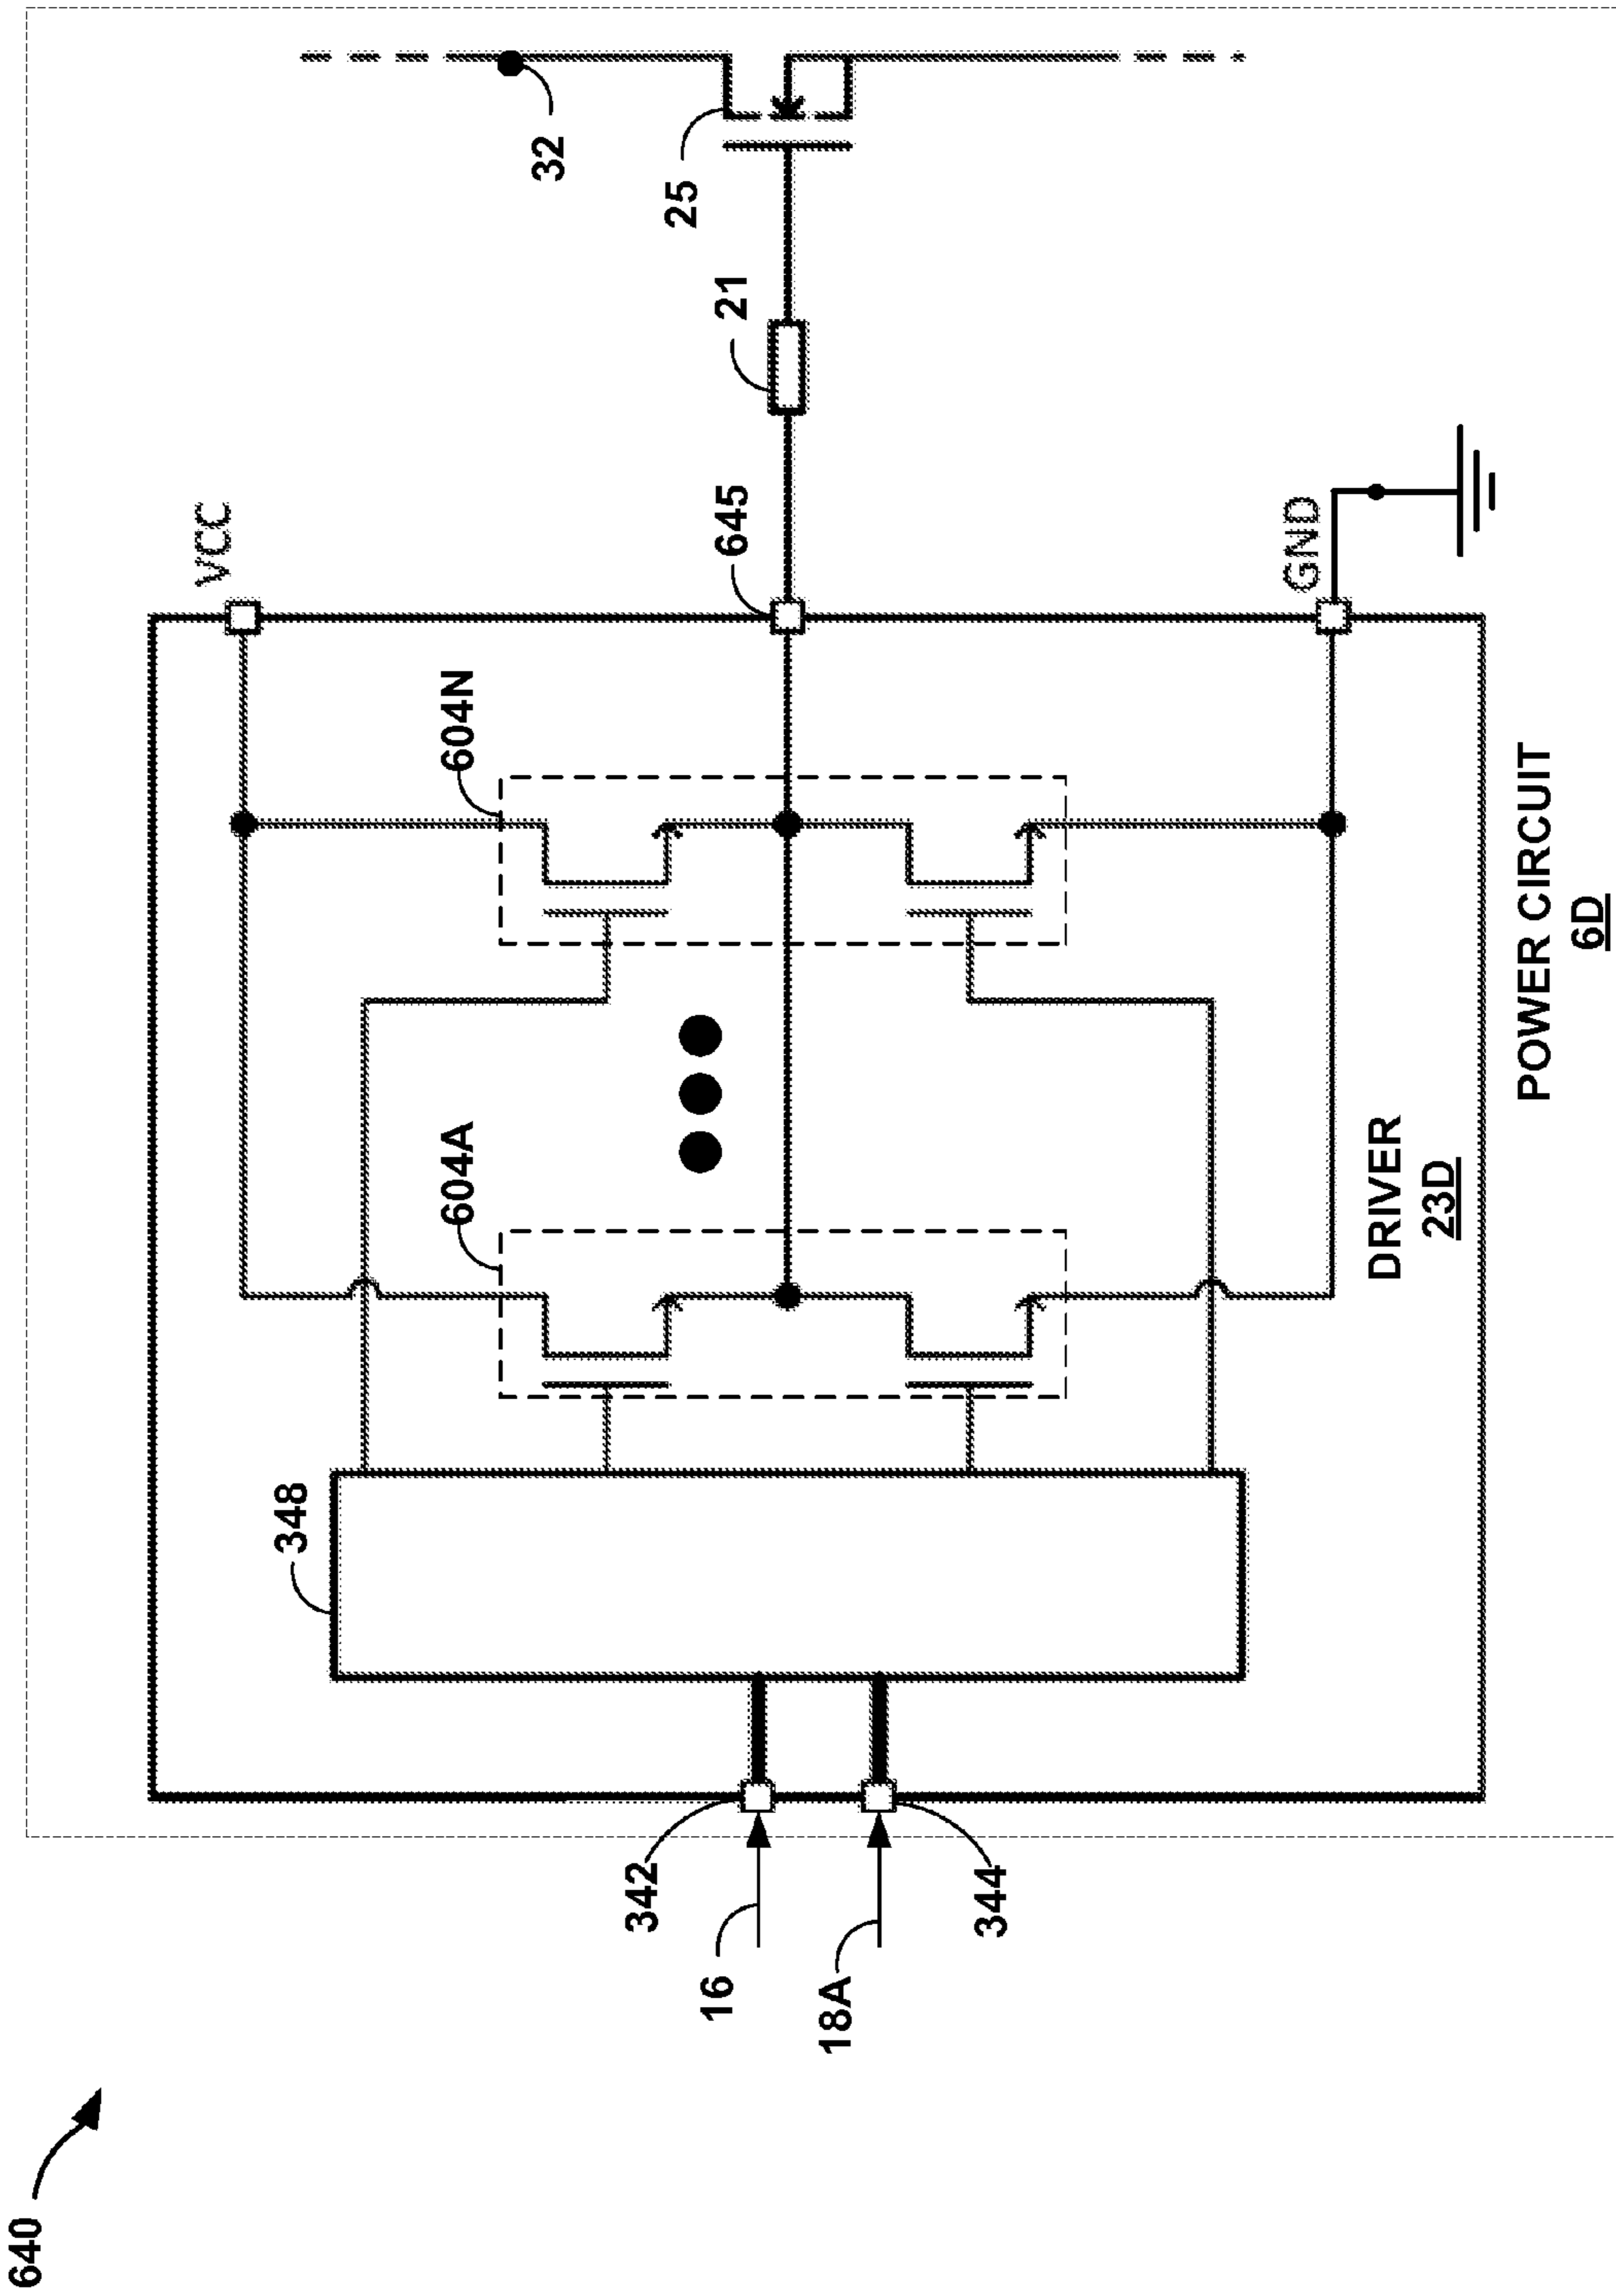 640
VCC
32
604A
604N
25
348
645
21
342
16
18A
344
GND
DRIVER
23D
POWER CIRCUIT
6D